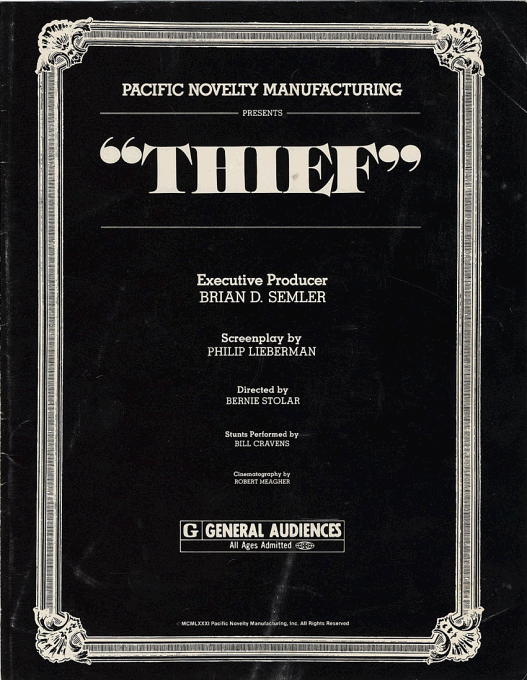 PACIFIC NOVELTY MANUFACTURING
PRESENTS
“THIEF”
Executive Producer
BRIAN D. SEMLER
Screenplay by
PHILIP LIEBERMAN
Directed by
BERNIE STOLAR
Stunts Performed by
BILL CRAVENS
Cinematography by
ROBERT MEAGHER
G GENERAL AUDIENCES
All Ages Admitted
©MCMLXXXI Pacific Novelty Manufacturing, Inc. All Rights Reserved